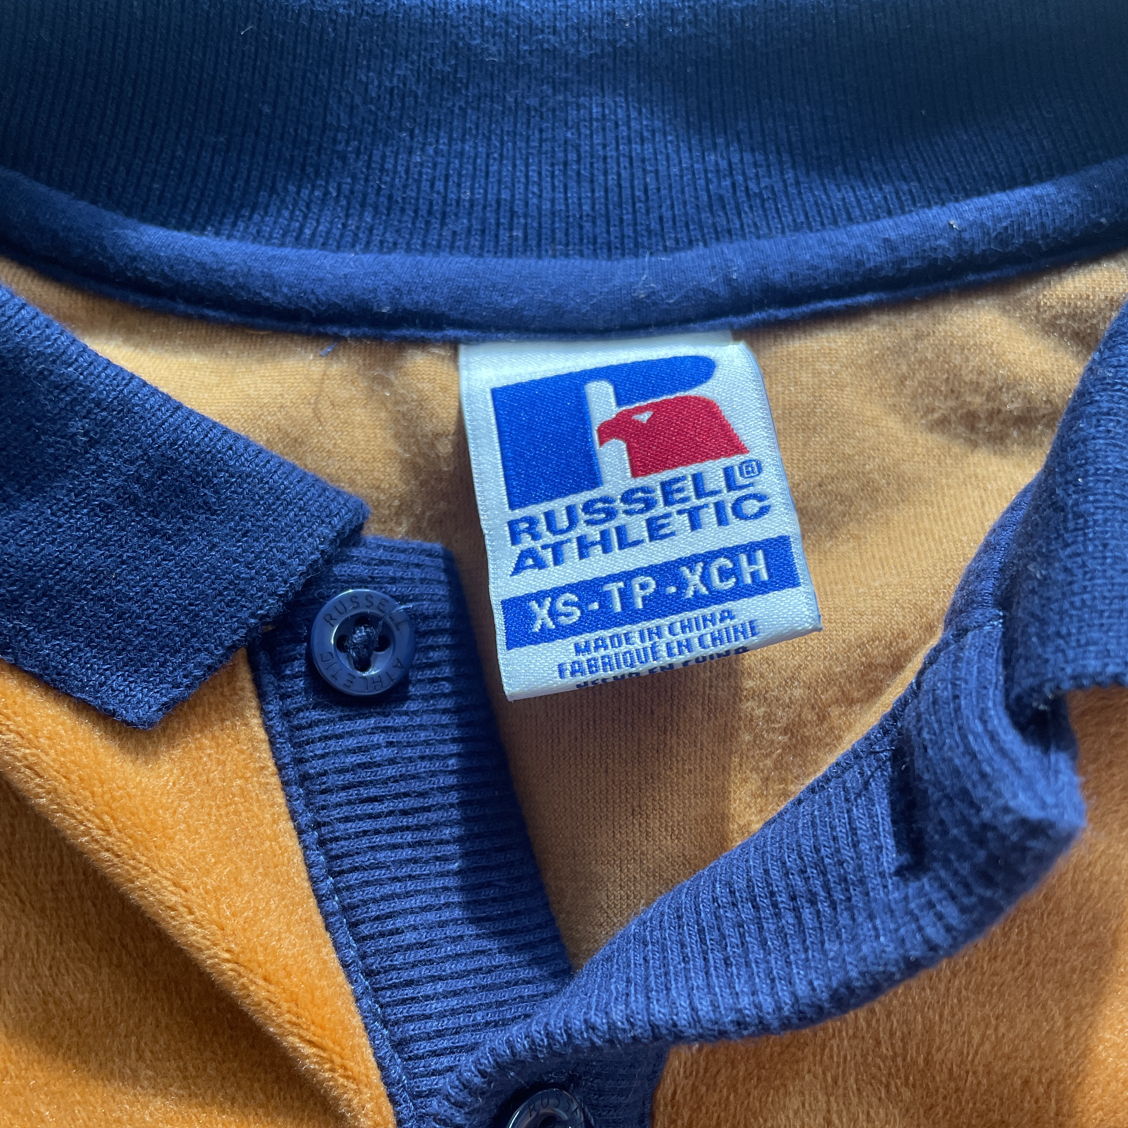 RUSSELL®
ATHLETIC
XS-TP-XCH
MADE IN CHINA
FABRIQUÉ EN CHINE
RUSSELL
ATHLETIC